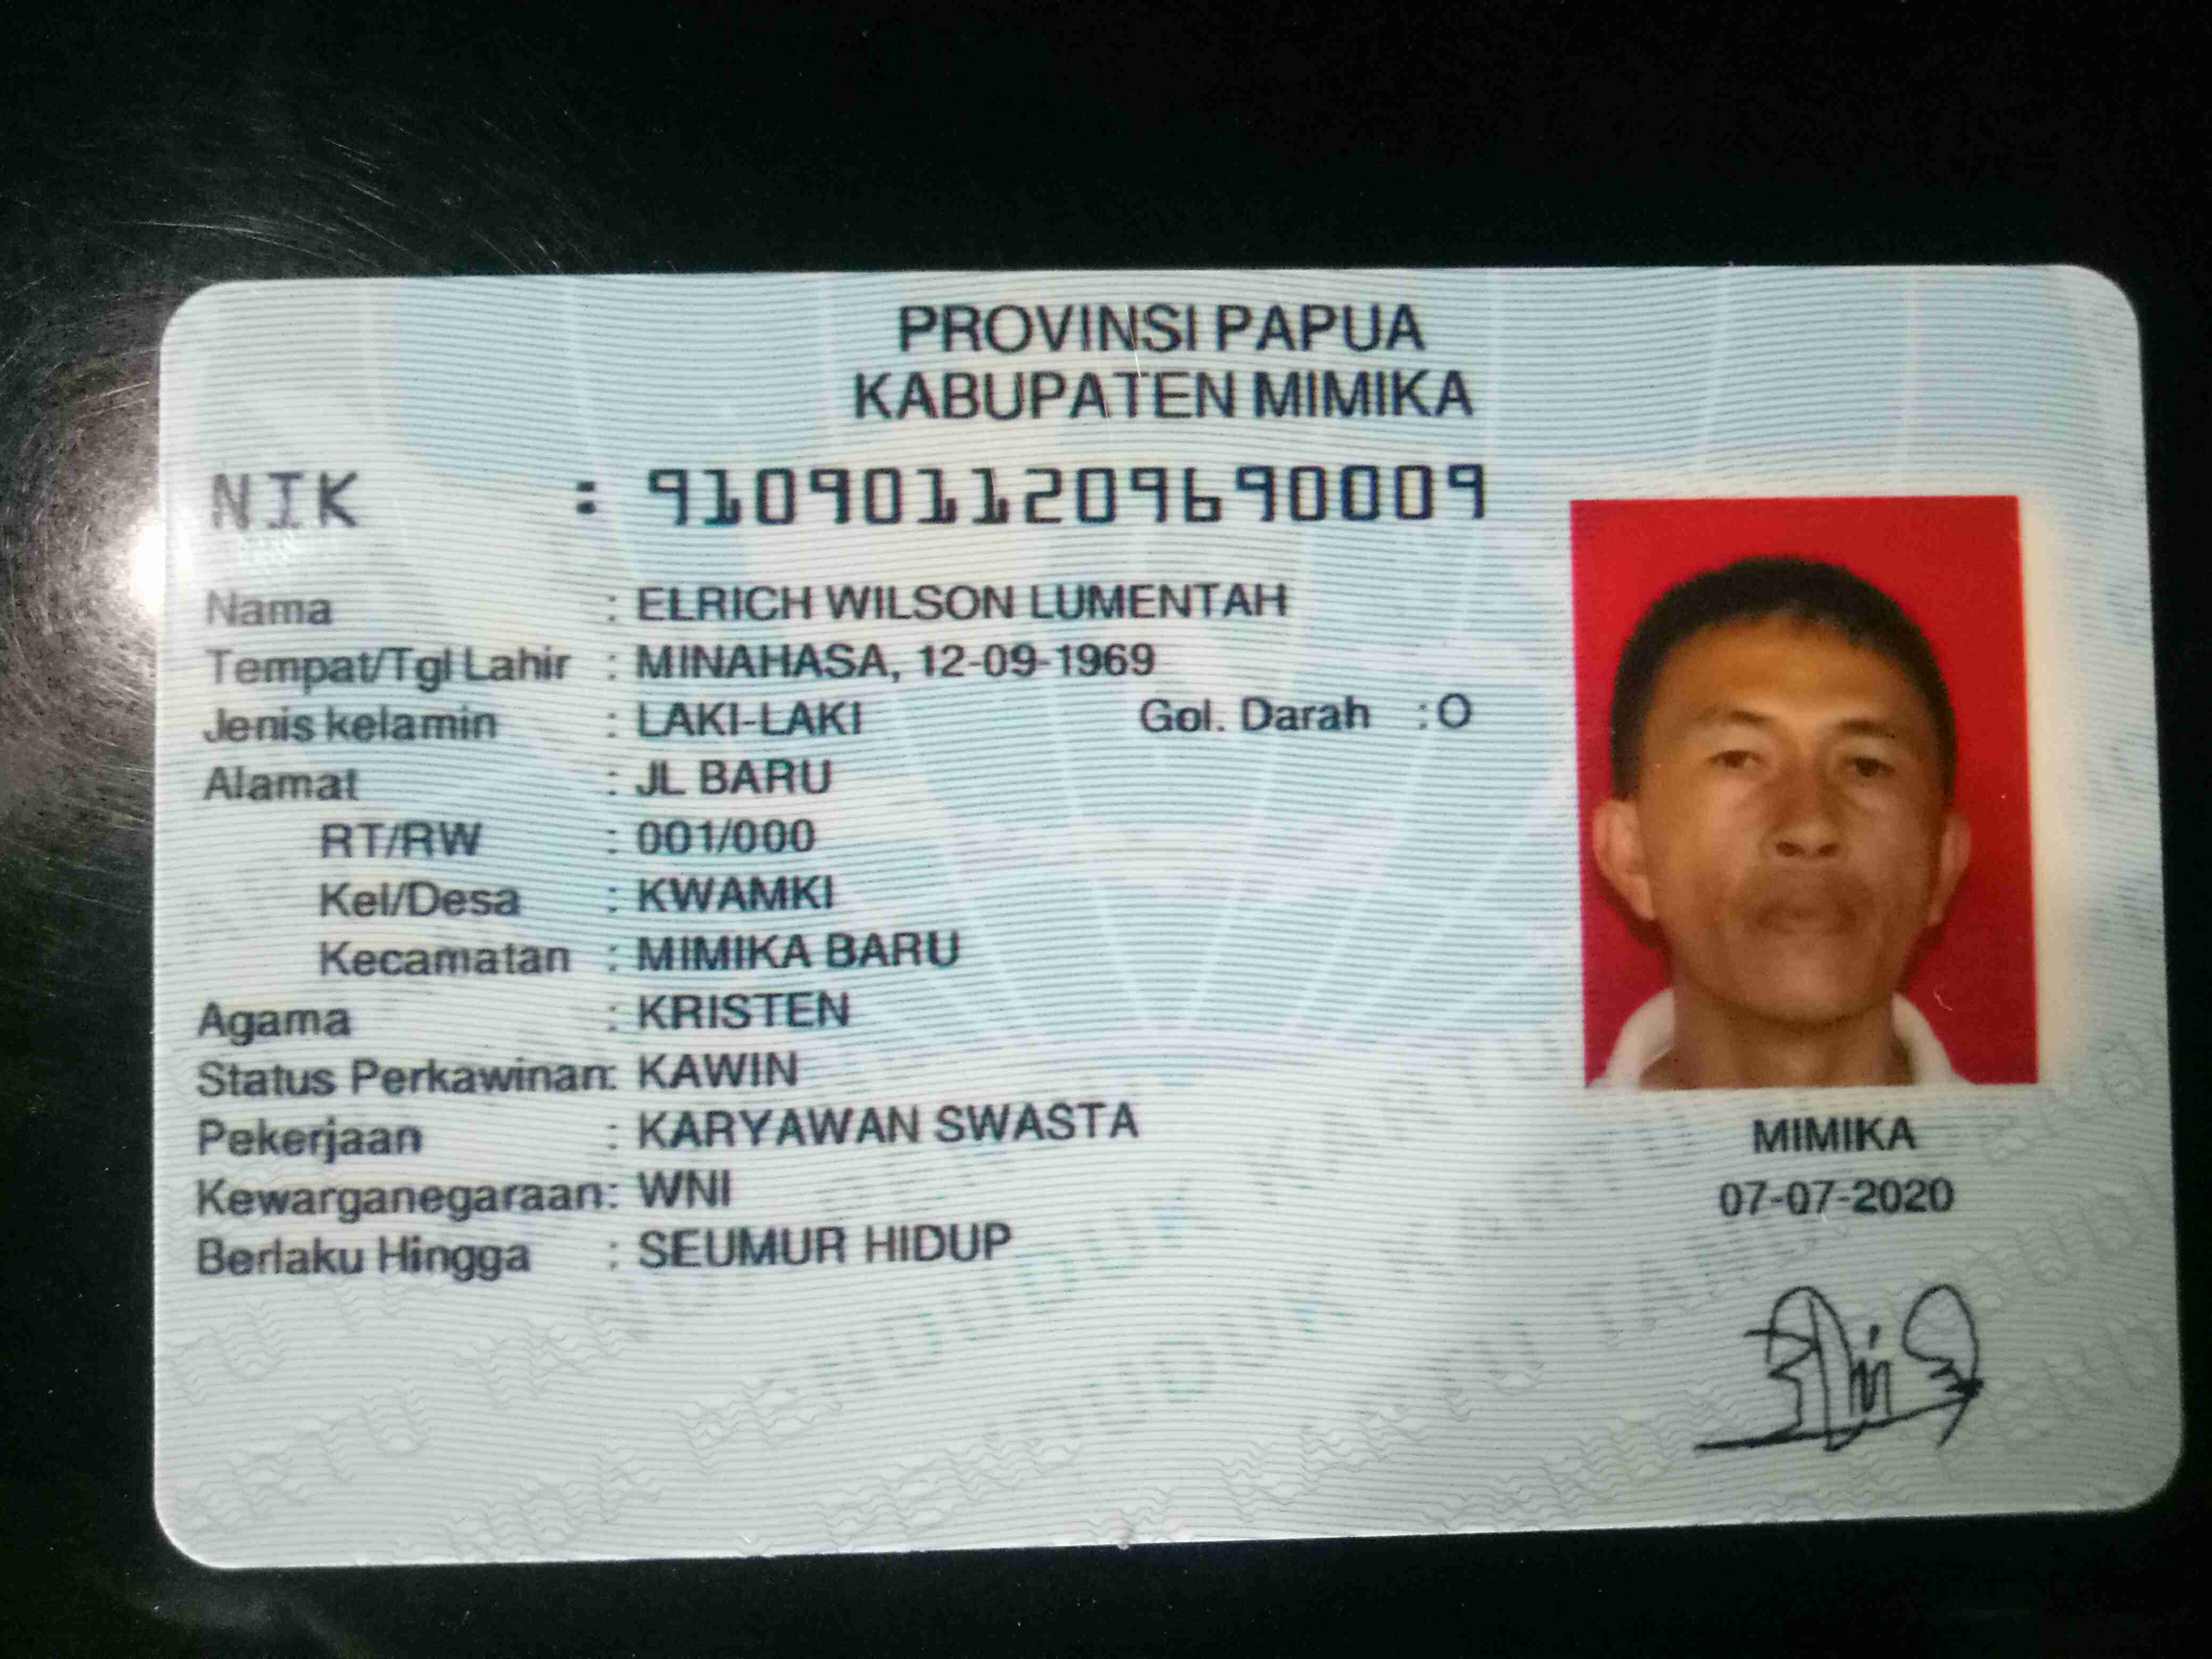 PROVINSI PAPUA
KABUPATEN MIMIKA
NIK : 9109011209690009
Nama : ELRICH WILSON LUMENTAH
Tempat/Tgl Lahir : MINAHASA, 12-09-1969
Jenis kelamin : LAKI-LAKI Gol. Darah : O
Alamat : JL BARU
RT/RW : 001/000
Kel/Desa : KWAMKI
Kecamatan : MIMIKA BARU
Agama : KRISTEN
Status Perkawinan: KAWIN
Pekerjaan : KARYAWAN SWASTA
Kewarganegaraan: WNI
Berlaku Hingga : SEUMUR HIDUP
MIMIKA
07-07-2020